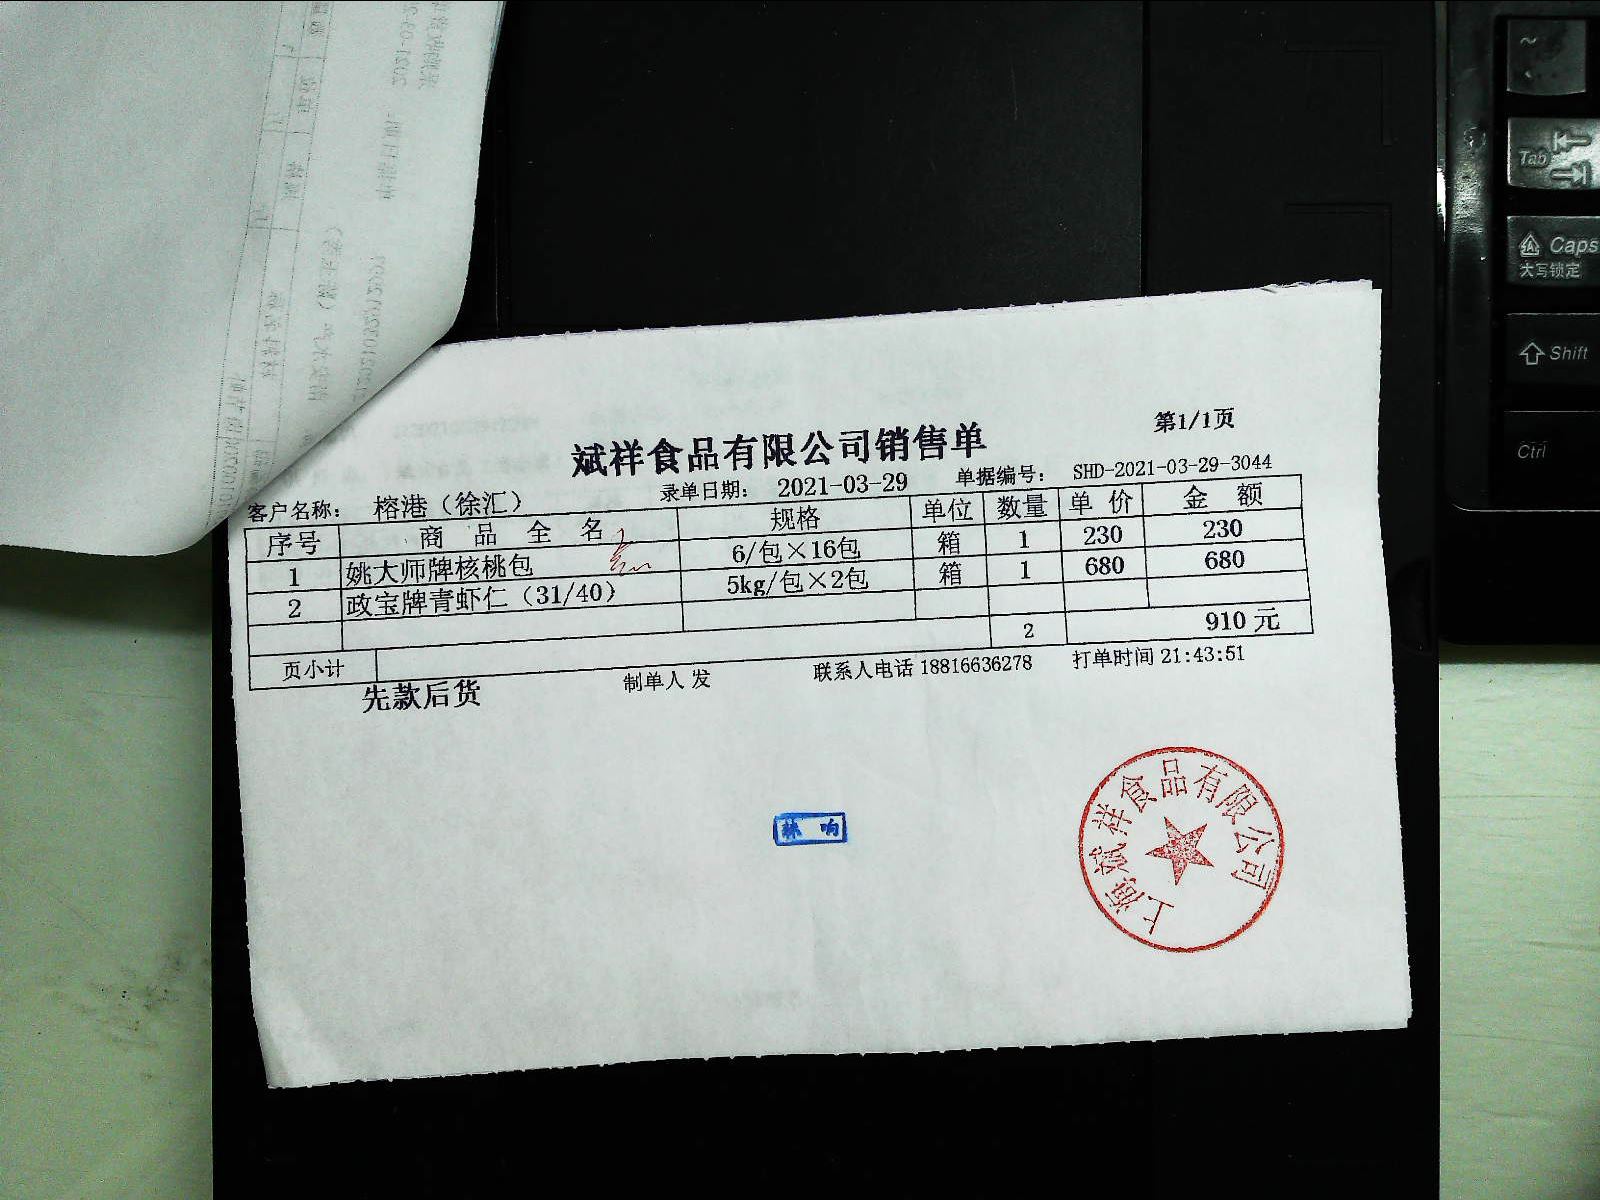 斌祥食品有限公司销售单
第1/1页
客户名称： 榕港（徐汇） 录单日期： 2021-03-29 单据编号： SHD-2021-03-29-3044
序号 商 品 全 名 规格 单位 数量 单 价 金 额
1 姚大师牌核桃包 6/包×16包 箱 1 230 230
2 政宝牌青虾仁（31/40） 5kg/包×2包 箱 1 680 680
页小计 2 910 元
先款后货 制单人 发 联系人电话 18816636278 打单时间 21:43:51
上海斌祥食品有限公司
~
Tab
Caps
大写锁定
Shift
Ctrl